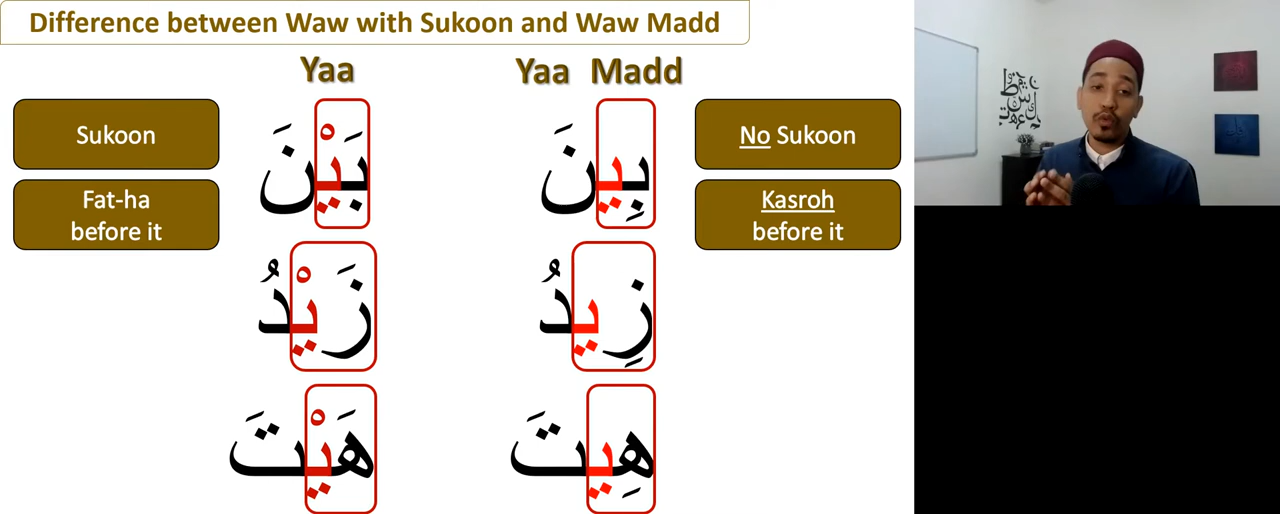 Difference between Waw with Sukoon and Waw Madd
Yaa
Yaa Madd
Sukoon
بَيْنَ
بِينَ
No Sukoon
Fat-ha
before it
Kasroh
before it
زَيْدُ
زِيدُ
هَيْتَ
هِيتَ